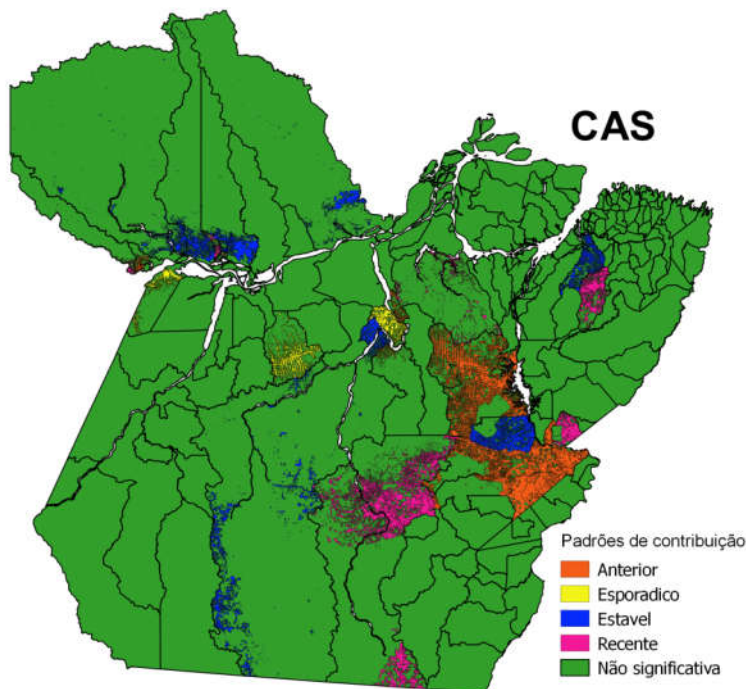 CAS
Padrões de contribuição
Anterior
Esporadico
Estavel
Recente
Não significativa